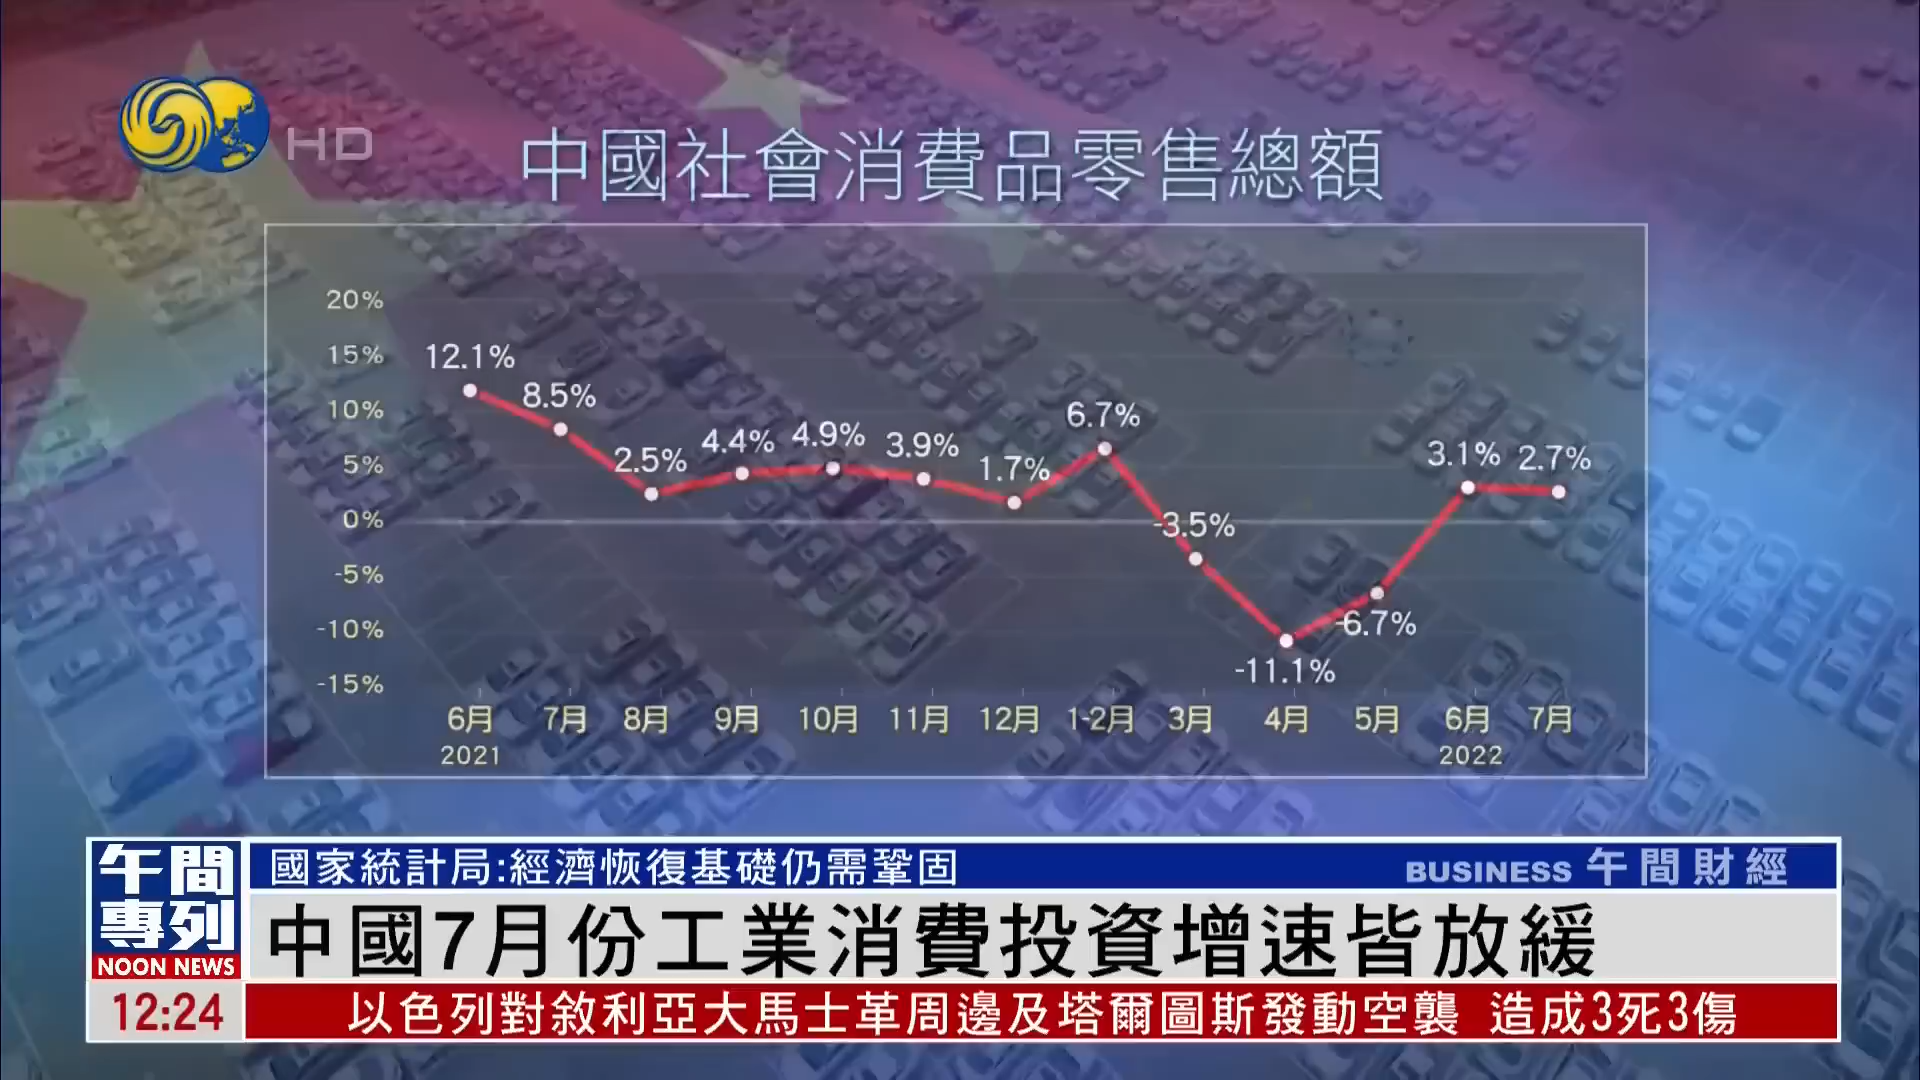 HD
中國社會消費品零售總額
20%
15%
10%
5%
0%
-5%
-10%
-15%
12.1%
8.5%
2.5%
4.4%
4.9%
3.9%
1.7%
6.7%
-3.5%
-11.1%
-6.7%
3.1%
2.7%
6月 7月 8月 9月 10月 11月 12月 1-2月 3月 4月 5月 6月 7月
2021 2022
午間專列
NOON NEWS
國家統計局:經濟恢復基礎仍需鞏固
BUSINESS 午間財經
中國7月份工業消費投資增速皆放緩
12:24
以色列對敘利亞大馬士革周邊及塔爾圖斯發動空襲 造成3死3傷